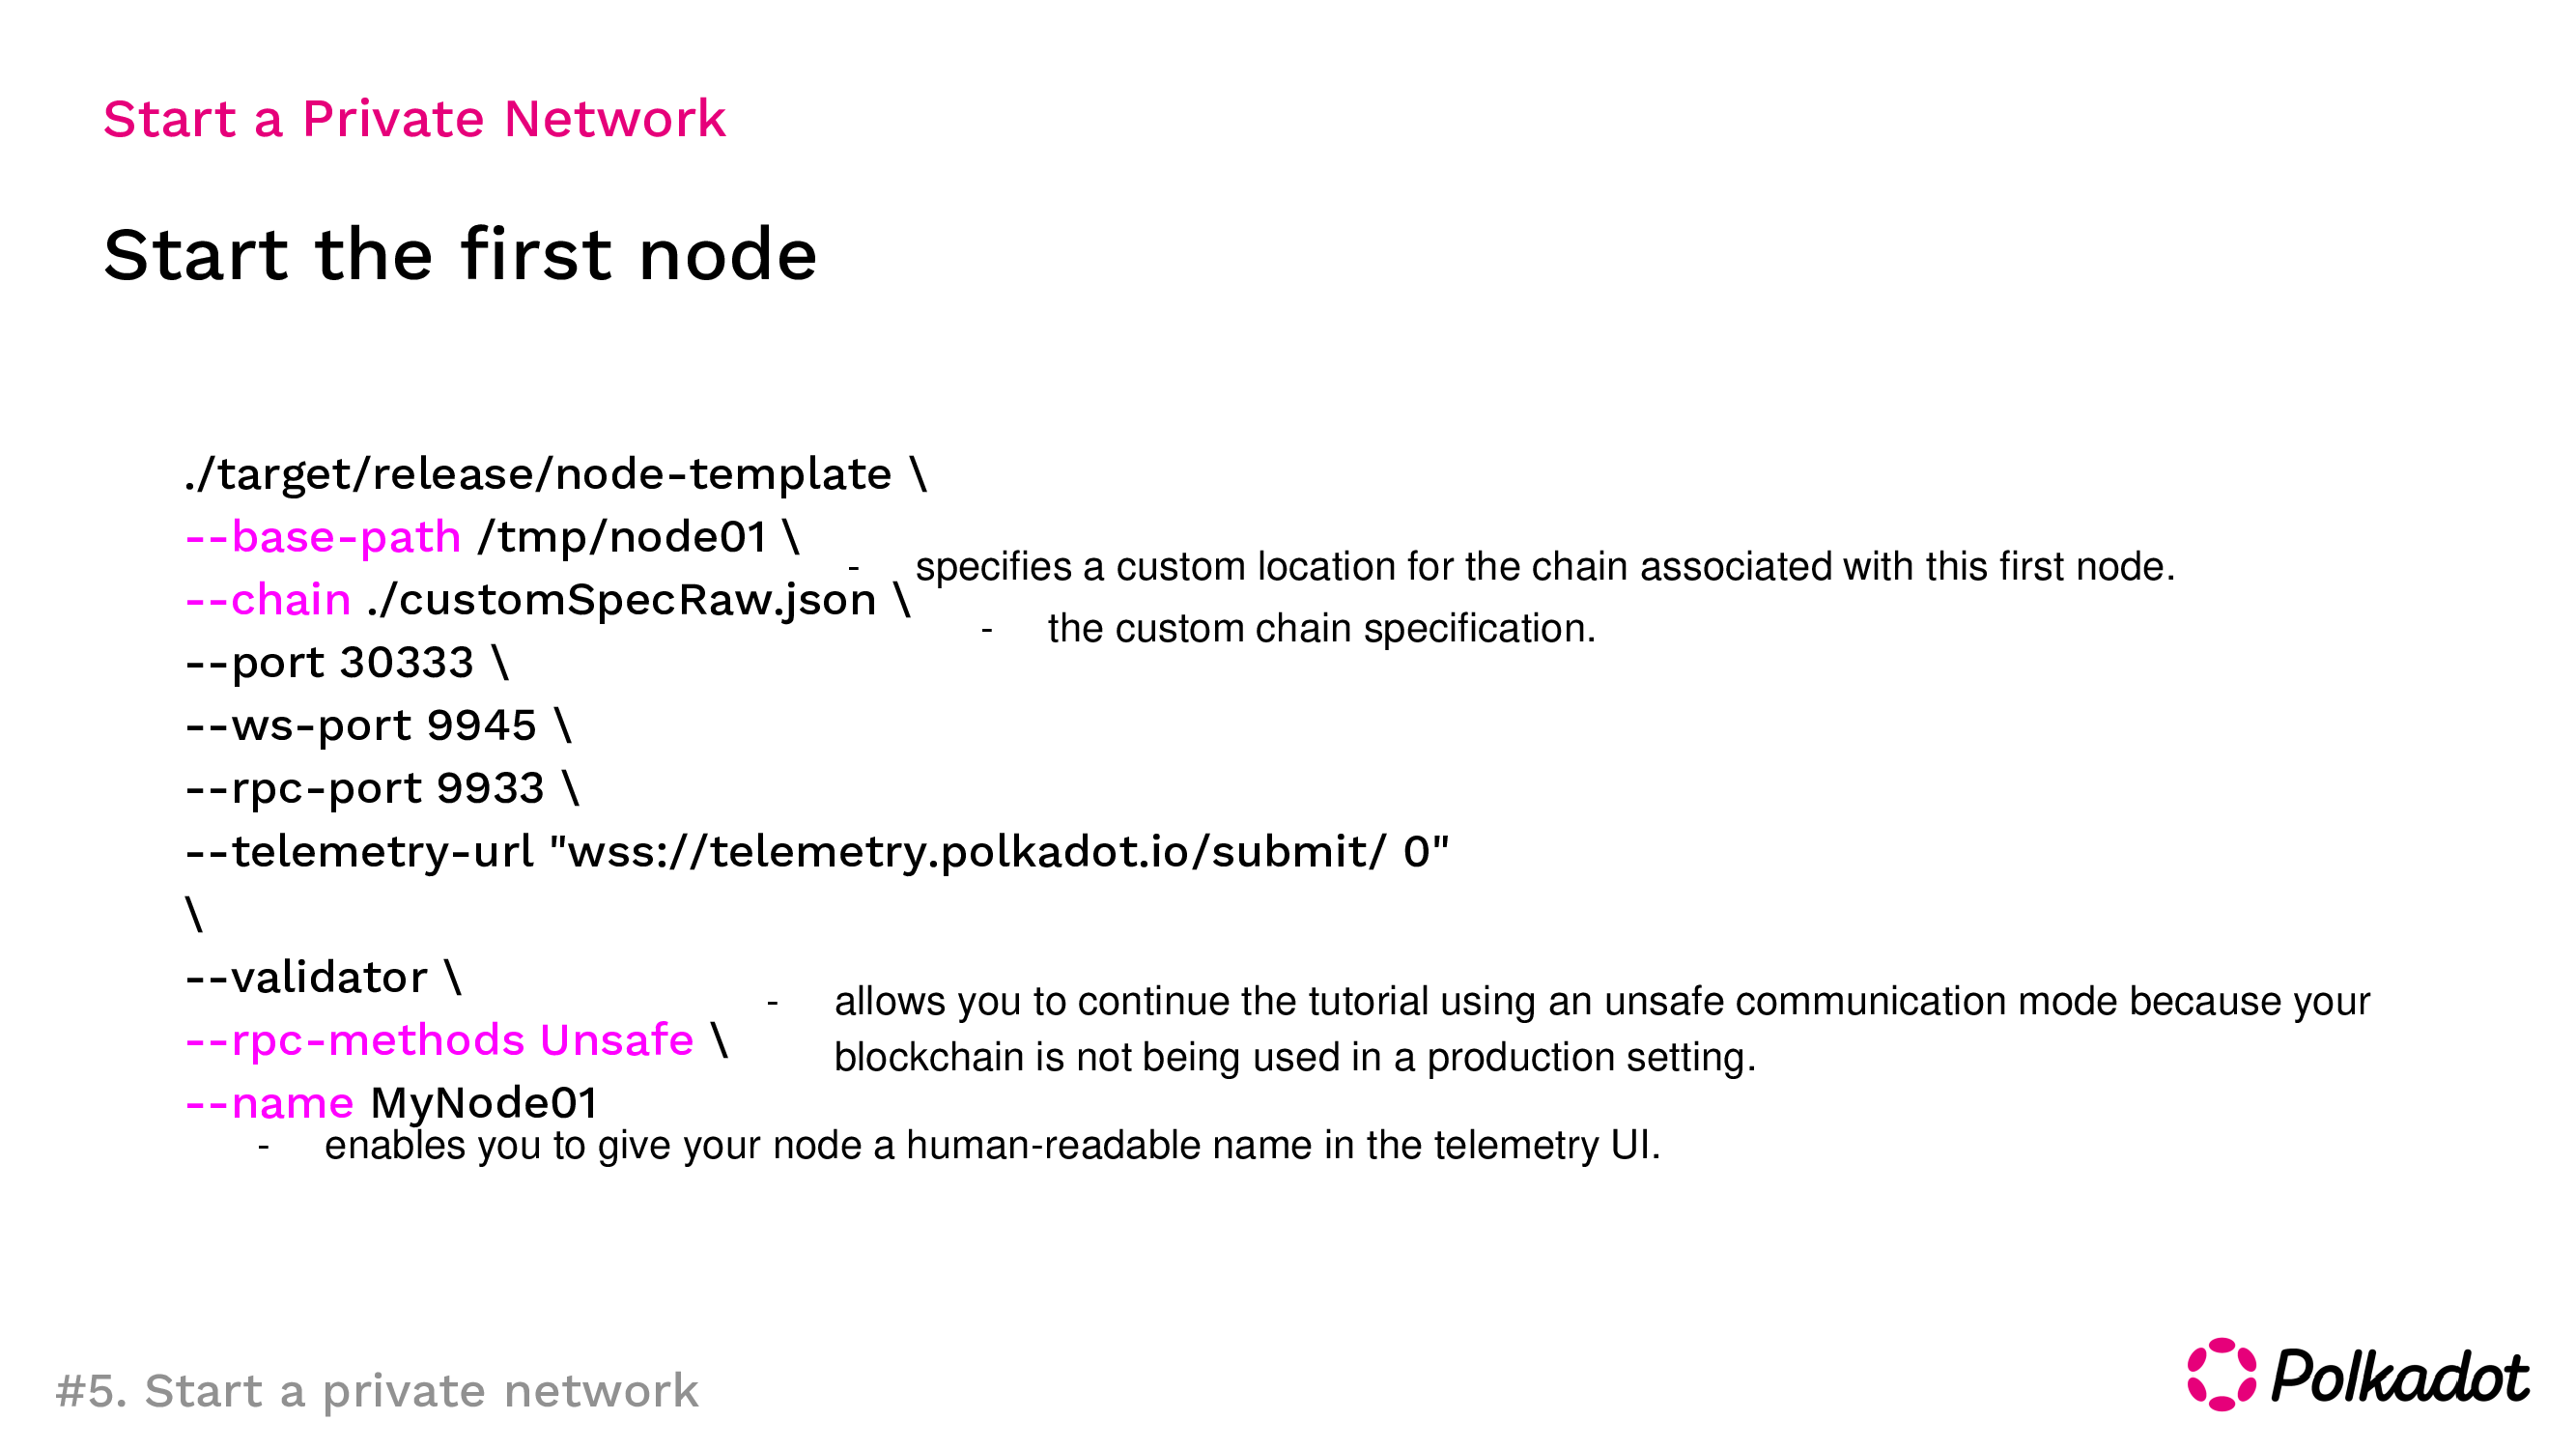 Start a Private Network
Start the first node
./target/release/node-template \
--base-path /tmp/node01 \
- specifies a custom location for the chain associated with this first node.
--chain ./customSpecRaw.json \
- the custom chain specification.
--port 30333 \
--ws-port 9945 \
--rpc-port 9933 \
--telemetry-url "wss://telemetry.polkadot.io/submit/ 0"
\
--validator \
--rpc-methods Unsafe \
- allows you to continue the tutorial using an unsafe communication mode because your
blockchain is not being used in a production setting.
--name MyNode01
- enables you to give your node a human-readable name in the telemetry UI.
#5. Start a private network
Polkadot